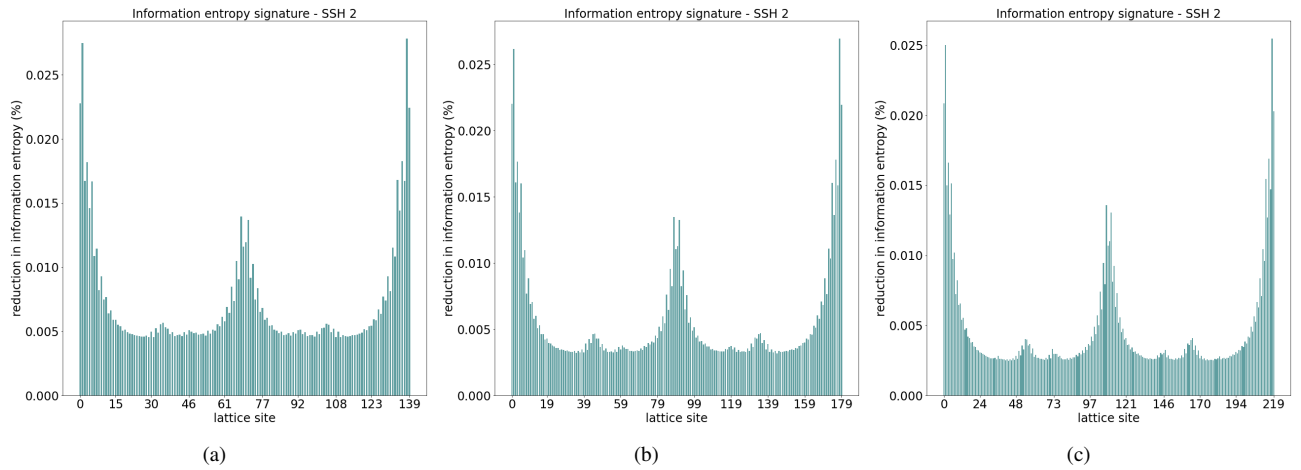 Information entropy signature - SSH 2
reduction in information entropy (%)
0.025
0.020
0.015
0.010
0.005
0.000
0 15 30 46 61 77 92 108 123 139
lattice site
(a)
Information entropy signature - SSH 2
reduction in information entropy (%)
0.025
0.020
0.015
0.010
0.005
0.000
0 19 39 59 79 99 119 139 159 179
lattice site
(b)
Information entropy signature - SSH 2
reduction in information entropy (%)
0.025
0.020
0.015
0.010
0.005
0.000
0 24 48 73 97 121 146 170 194 219
lattice site
(c)